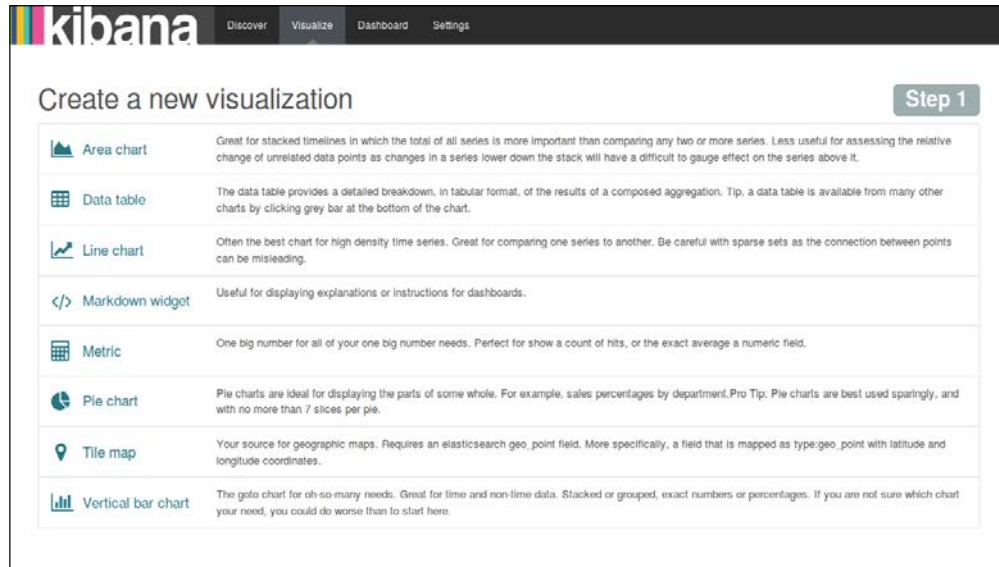 kibana Discover Visualize Dashboard Settings
Create a new visualization Step 1
Area chart
Great for stacked timelines in which the total of all series is more important than comparing any two or more series. Less useful for assessing the relative
change of unrelated data points as changes in a series lower down the stack will have a difficult to gauge effect on the series above it.
Data table
The data table provides a detailed breakdown, in tabular format, of the results of a composed aggregation. Tip, a data table is available from many other
charts by clicking grey bar at the bottom of the chart.
Line chart
Often the best chart for high density time series. Great for comparing one series to another. Be careful with sparse sets as the connection between points
can be misleading.
Markdown widget
Useful for displaying explanations or instructions for dashboards.
Metric
One big number for all of your one big number needs. Perfect for show a count of hits, or the exact average a numeric field.
Pie chart
Pie charts are ideal for displaying the parts of some whole. For example, sales percentages by department.Pro Tip: Pie charts are best used sparingly, and
with no more than 7 slices per pie.
Tile map
Your source for geographic maps. Requires an elasticsearch geo_point field. More specifically, a field that is mapped as type:geo_point with latitude and
longitude coordinates.
Vertical bar chart
The goto chart for oh-so-many needs. Great for time and non-time data. Stacked or grouped, exact numbers or percentages. If you are not sure which chart
your need, you could do worse than to start here.